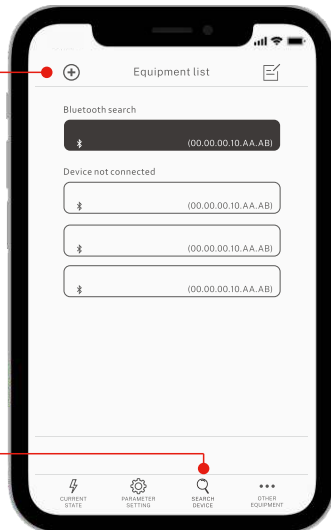 Equipment list
Bluetooth search
(00.00.00.10.AA.AB)
Device not connected
(00.00.00.10.AA.AB)
(00.00.00.10.AA.AB)
(00.00.00.10.AA.AB)
CURRENT
STATE
PARAMETER
SETTING
SEARCH
DEVICE
OTHER
EQUIPMENT